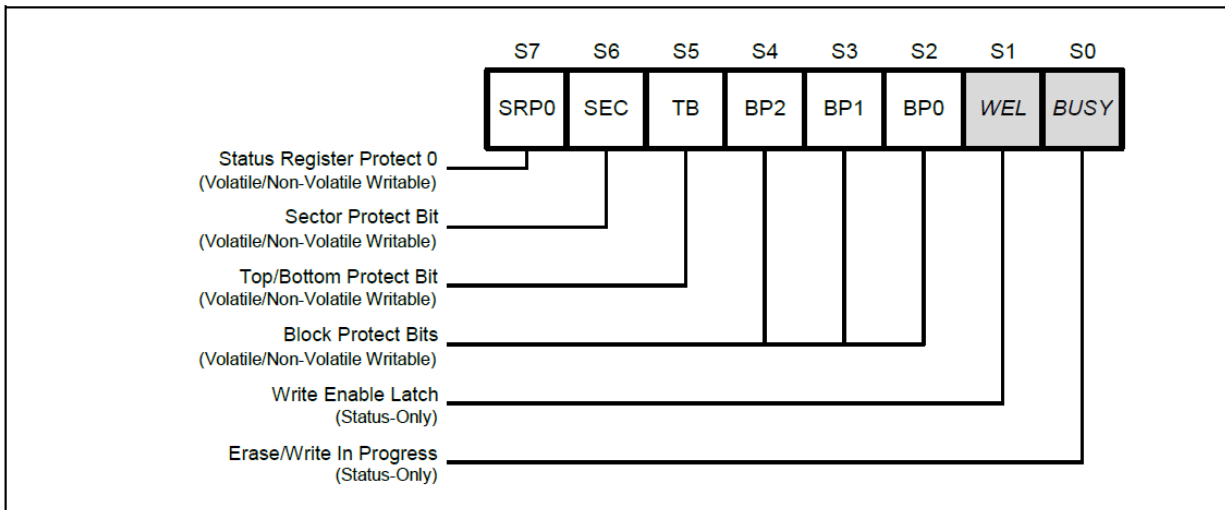 S7 S6 S5 S4 S3 S2 S1 S0
SRP0 SEC TB BP2 BP1 BP0 WEL BUSY
Status Register Protect 0
(Volatile/Non-Volatile Writable)
Sector Protect Bit
(Volatile/Non-Volatile Writable)
Top/Bottom Protect Bit
(Volatile/Non-Volatile Writable)
Block Protect Bits
(Volatile/Non-Volatile Writable)
Write Enable Latch
(Status-Only)
Erase/Write In Progress
(Status-Only)